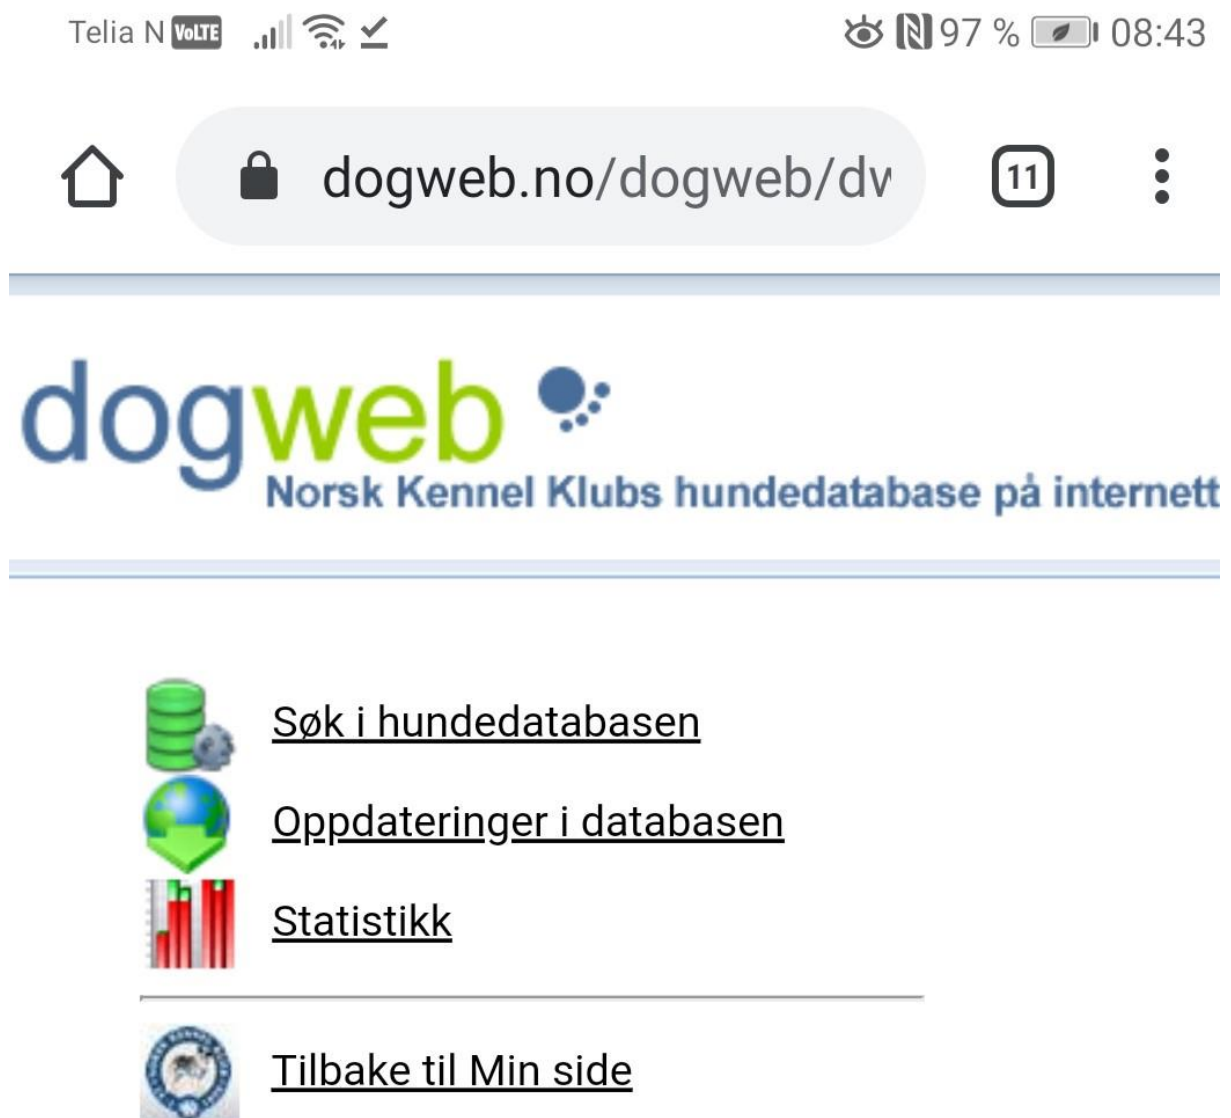 Telia N VoLTE 97 % 08:43
dogweb.no/dogweb/dw 11
dogweb
Norsk Kennel Klubs hundedatabase på internett
Søk i hundedatabasen
Oppdateringer i databasen
Statistikk
Tilbake til Min side